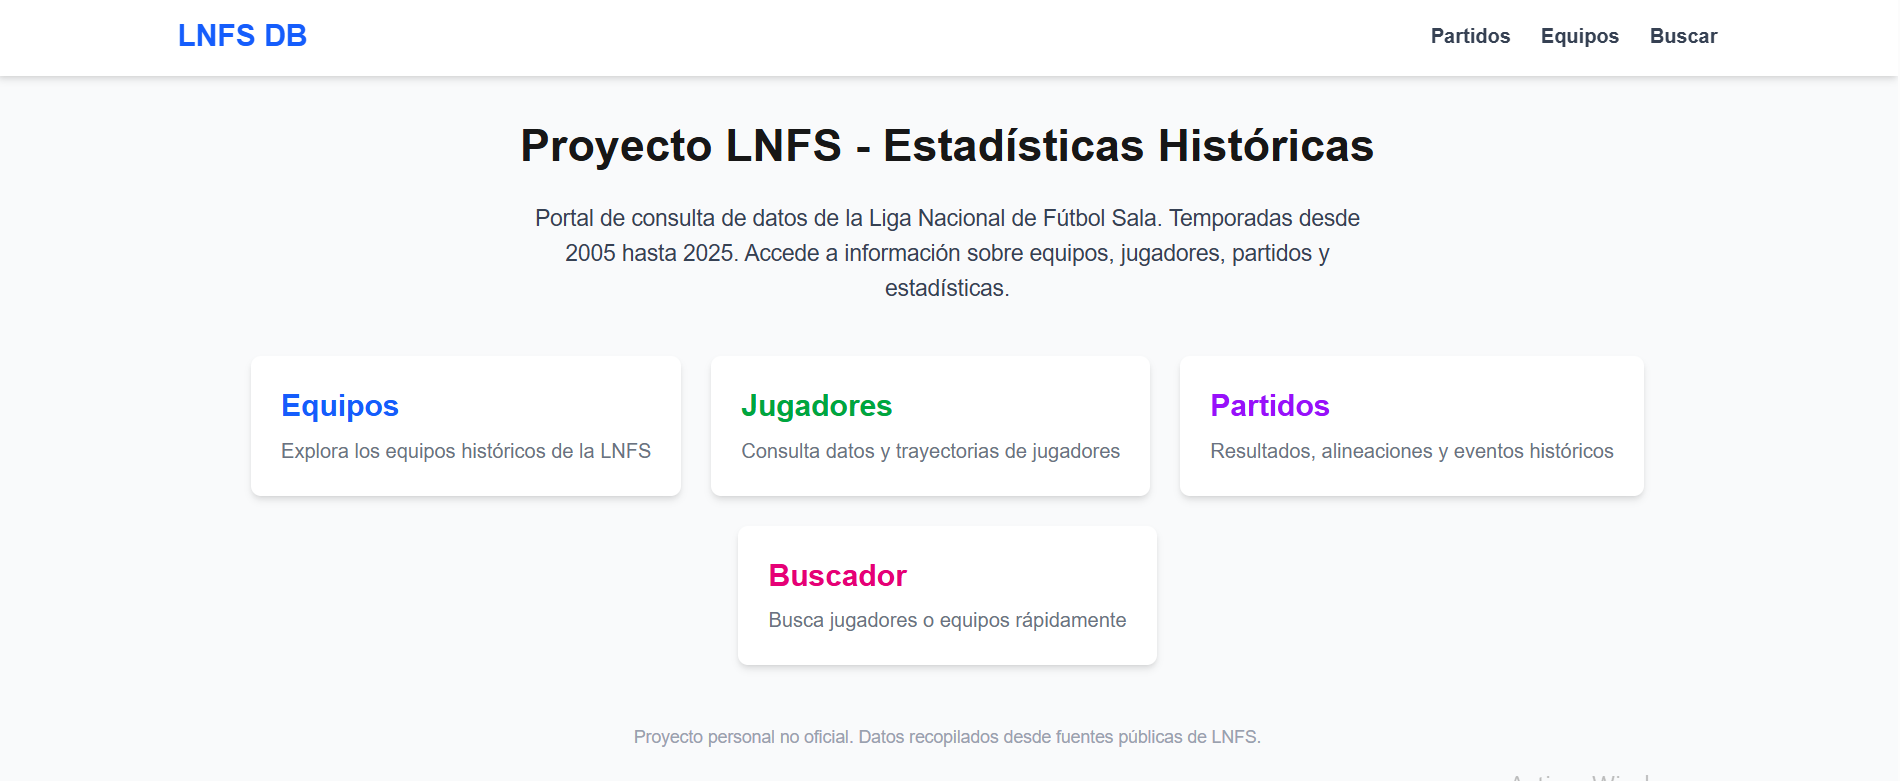 LNFS DB
Partidos Equipos Buscar
Proyecto LNFS - Estadísticas Históricas
Portal de consulta de datos de la Liga Nacional de Fútbol Sala. Temporadas desde
2005 hasta 2025. Accede a información sobre equipos, jugadores, partidos y
estadísticas.
Equipos
Explora los equipos históricos de la LNFS
Jugadores
Consulta datos y trayectorias de jugadores
Partidos
Resultados, alineaciones y eventos históricos
Buscador
Busca jugadores o equipos rápidamente
Proyecto personal no oficial. Datos recopilados desde fuentes públicas de LNFS.